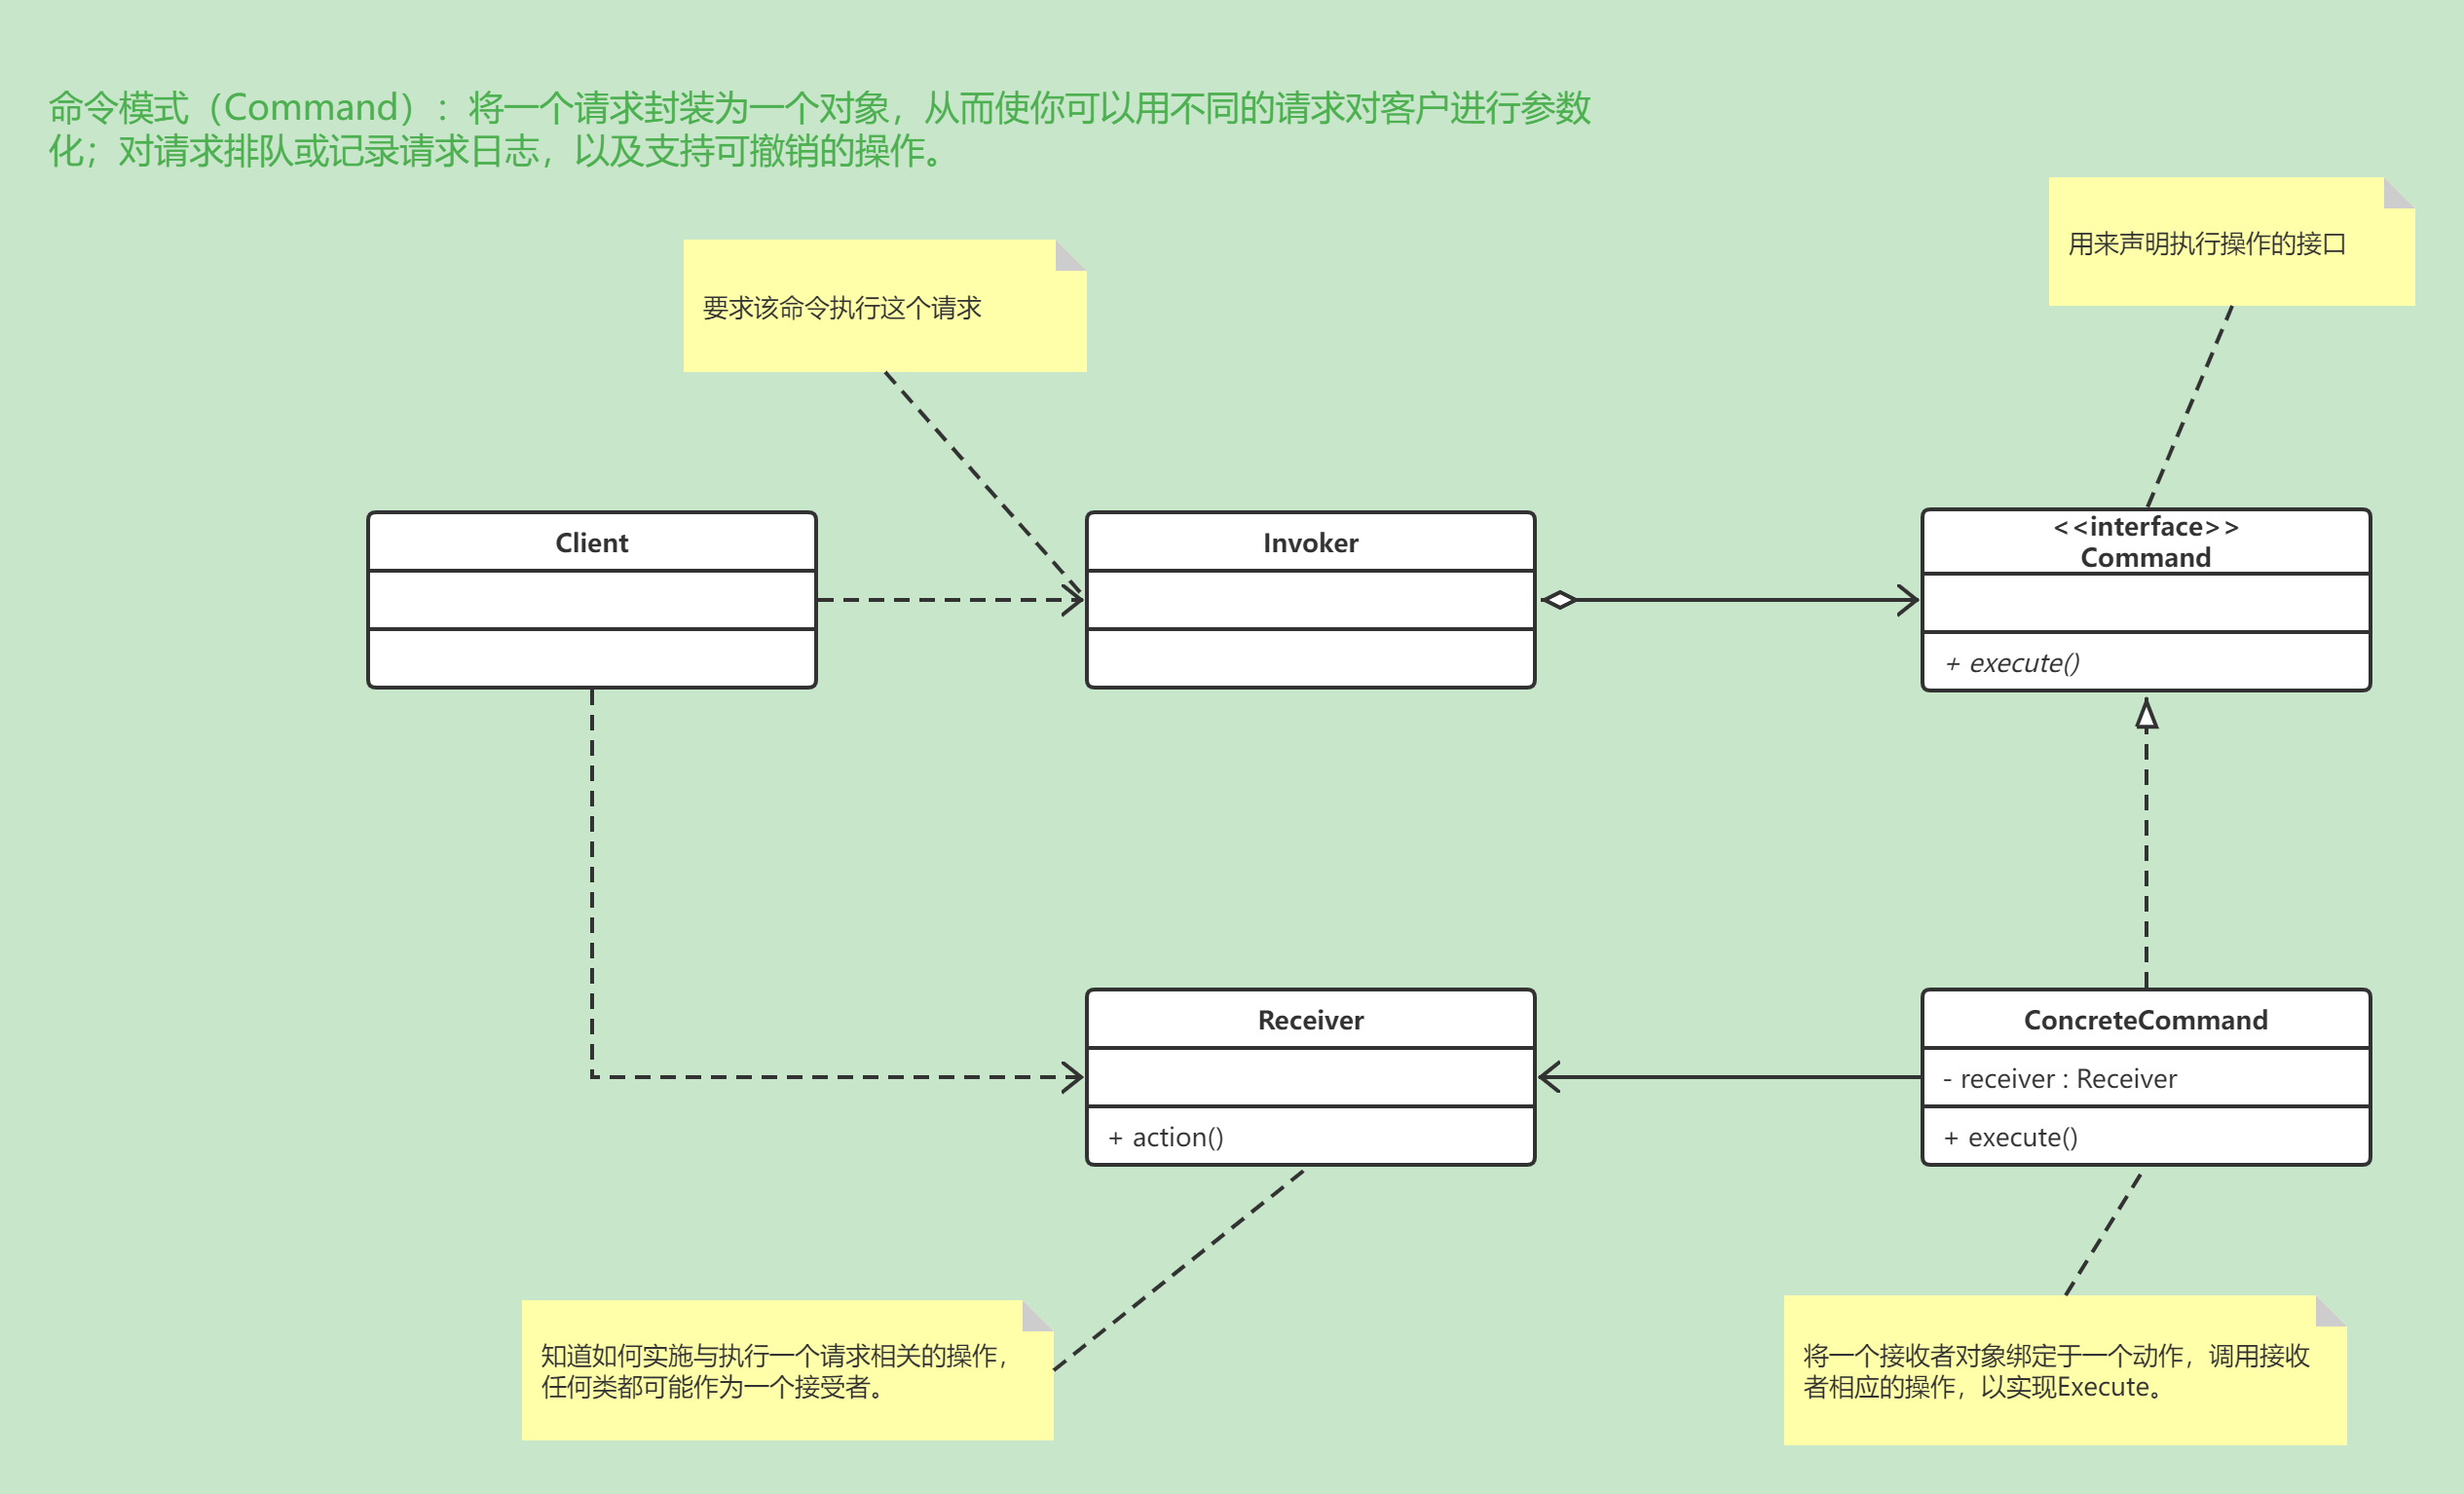 命令模式（Command）：将一个请求封装为一个对象，从而使你可以用不同的请求对客户进行参数
化；对请求排队或记录请求日志，以及支持可撤销的操作。
用来声明执行操作的接口
要求该命令执行这个请求
Client
Invoker
<<interface>>
Command
+ execute()
Receiver
+ action()
ConcreteCommand
- receiver : Receiver
+ execute()
知道如何实施与执行一个请求相关的操作，
任何类都可能作为一个接受者。
将一个接收者对象绑定于一个动作，调用接收
者相应的操作，以实现Execute。